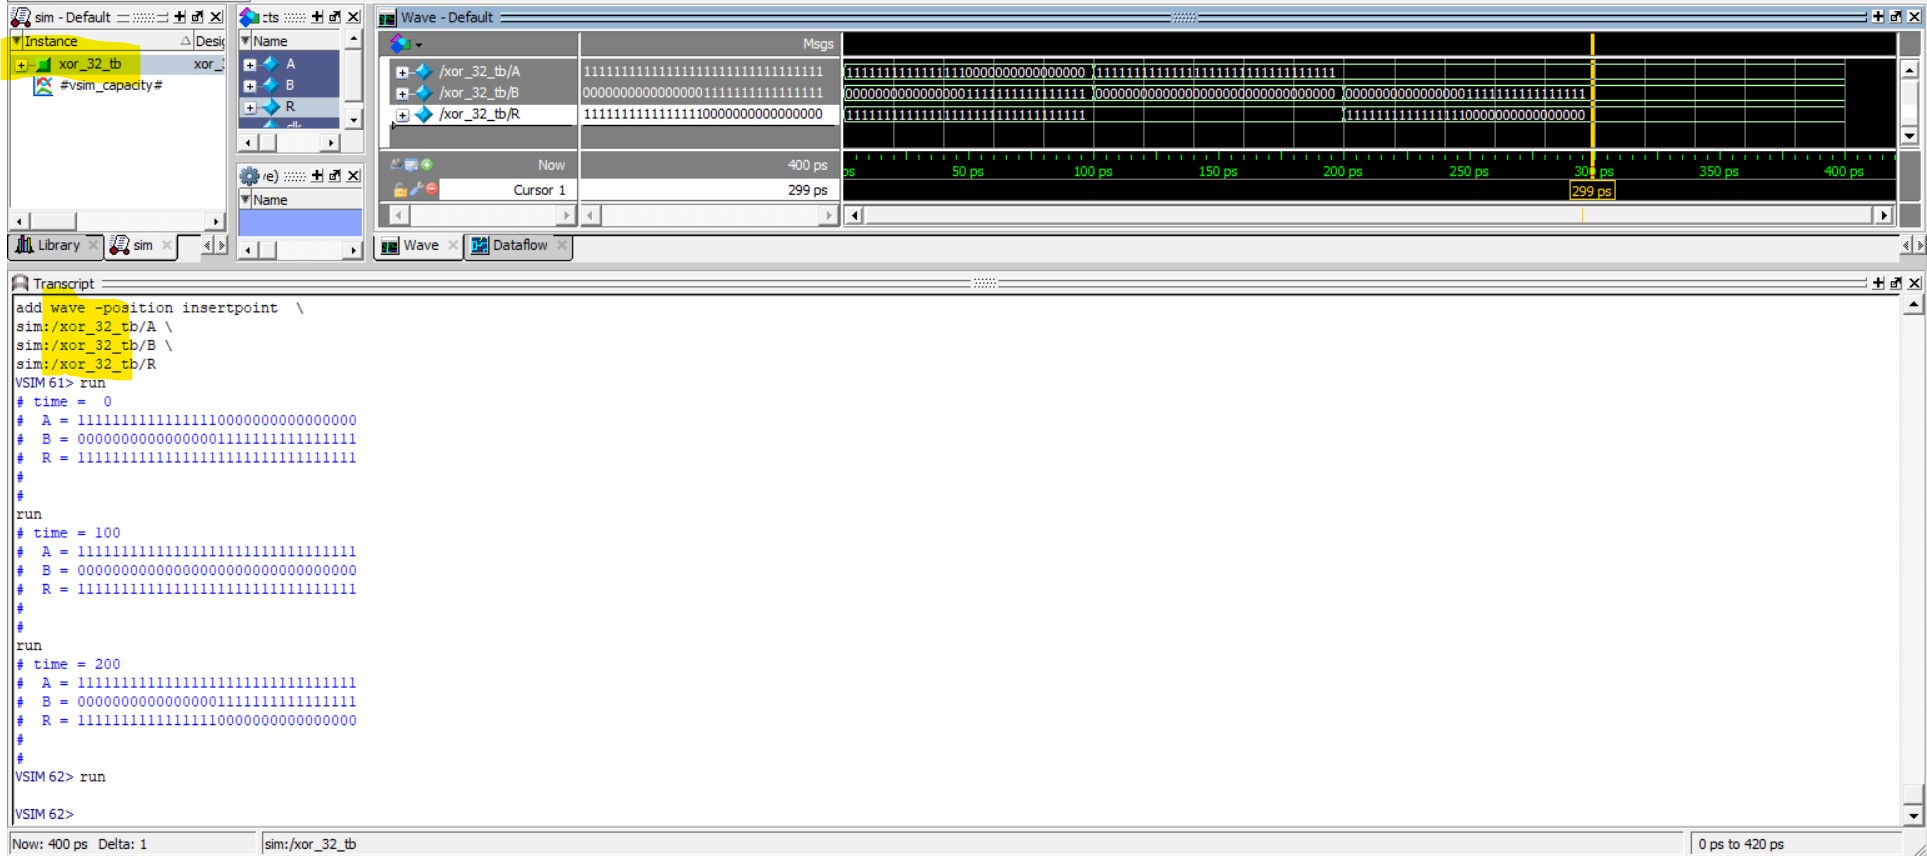 sim - Default
Instance
Desig
xor_32_tb
xor_3
#vsim_capacity#
Library
sim
cts
Name
A
B
R
clk
Name
Wave - Default
Msgs
/xor_32_tb/A 11111111111111111111111111111111 11111111111111110000000000000000 11111111111111111111111111111111
/xor_32_tb/B 00000000000000001111111111111111 00000000000000001111111111111111 00000000000000000000000000000000 00000000000000001111111111111111
/xor_32_tb/R 11111111111111110000000000000000 11111111111111111111111111111111 11111111111111110000000000000000
Now 400 ps ps 50 ps 100 ps 150 ps 200 ps 250 ps 300 ps 350 ps 400 ps
Cursor 1 299 ps 299 ps
Wave
Dataflow
Transcript
add wave -position insertpoint \
sim:/xor_32_tb/A \
sim:/xor_32_tb/B \
sim:/xor_32_tb/R
VSIM 61> run
# time = 0
# A = 11111111111111110000000000000000
# B = 00000000000000001111111111111111
# R = 11111111111111111111111111111111
#
#
run
# time = 100
# A = 11111111111111111111111111111111
# B = 00000000000000000000000000000000
# R = 11111111111111111111111111111111
#
#
run
# time = 200
# A = 11111111111111111111111111111111
# B = 00000000000000001111111111111111
# R = 11111111111111110000000000000000
#
#
VSIM 62> run
VSIM 62>
Now: 400 ps Delta: 1
sim:/xor_32_tb
0 ps to 420 ps